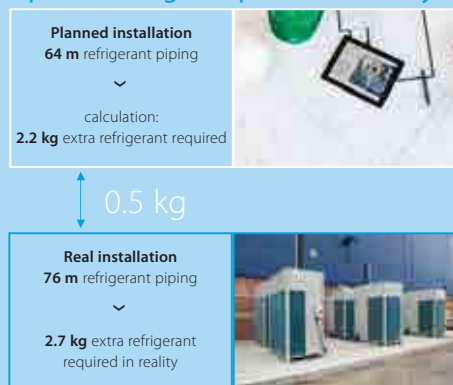 Planned installation
64 m refrigerant piping
calculation:
2.2 kg extra refrigerant required
0.5 kg
Real installation
76 m refrigerant piping
2.7 kg extra refrigerant
required in reality